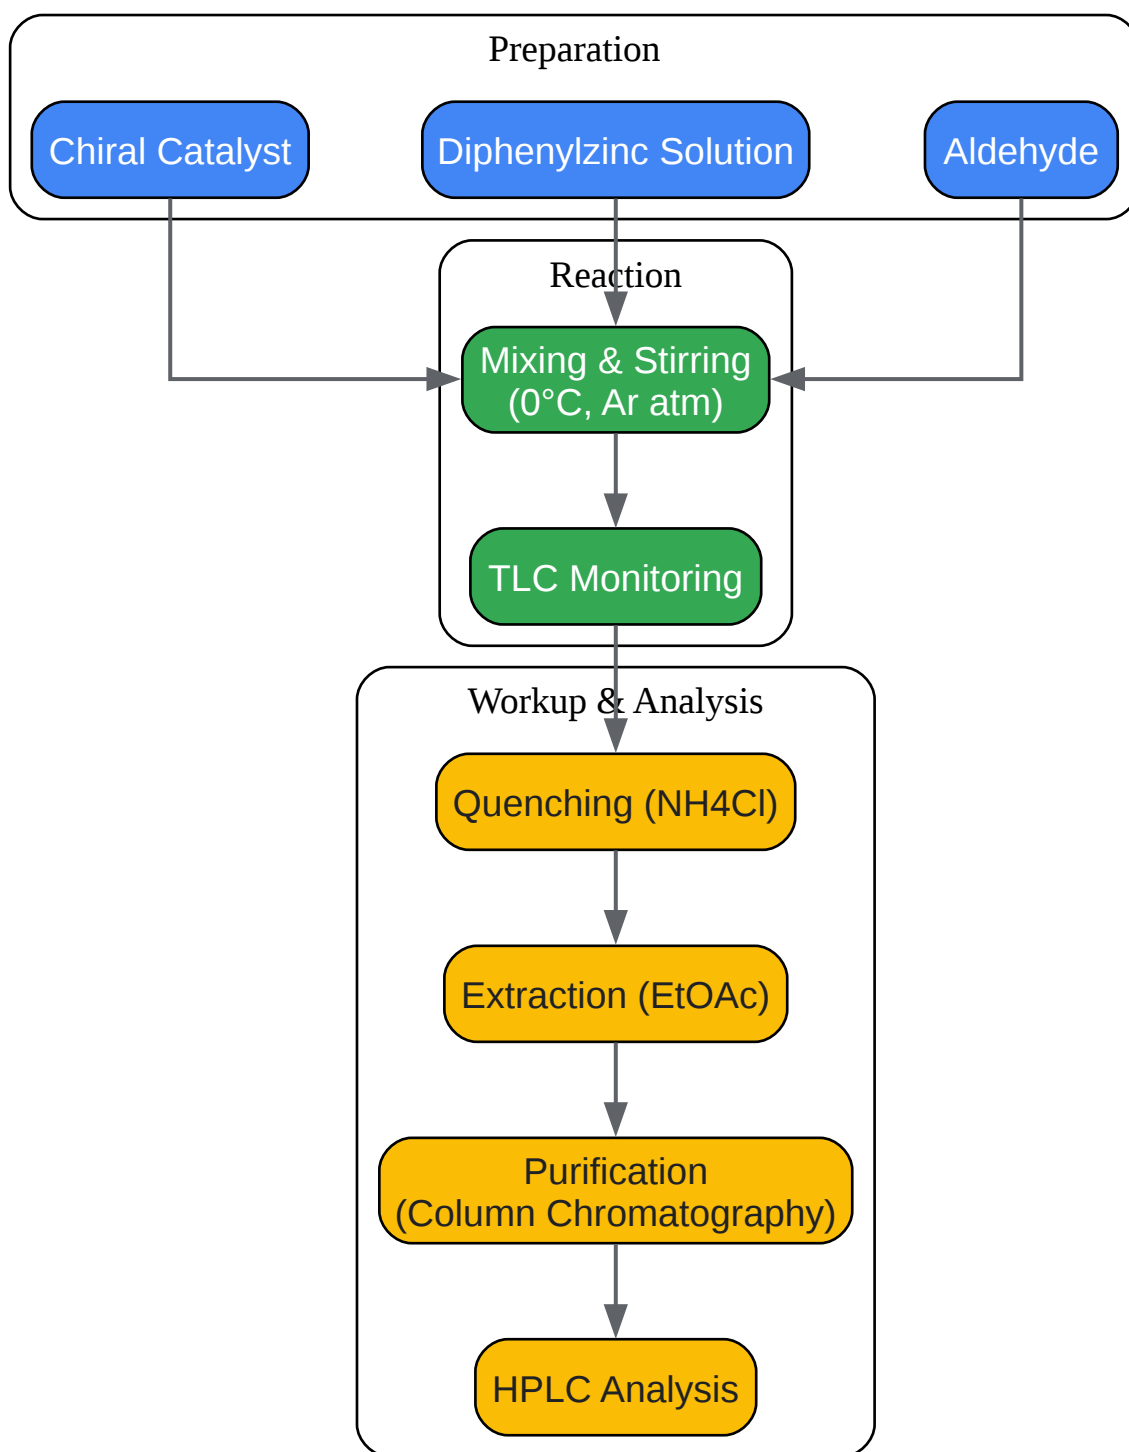 Preparation
Chiral Catalyst
Diphenylzinc Solution
Aldehyde
Reaction
Mixing & Stirring
(0°C, Ar atm)
TLC Monitoring
Workup & Analysis
Quenching (NH4Cl)
Extraction (EtOAc)
Purification
(Column Chromatography)
HPLC Analysis